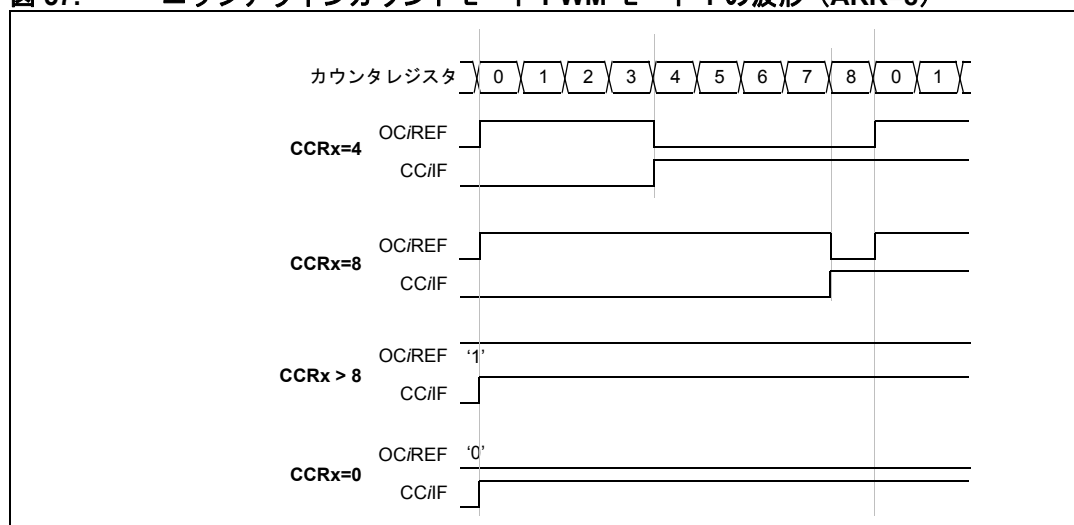 カウンタレジスタ 0 1 2 3 4 5 6 7 8 0 1
OCiREF
CCRx=4
CCiIF
OCiREF
CCRx=8
CCiIF
OCiREF '1'
CCRx > 8
CCiIF
OCiREF '0'
CCRx=0
CCiIF